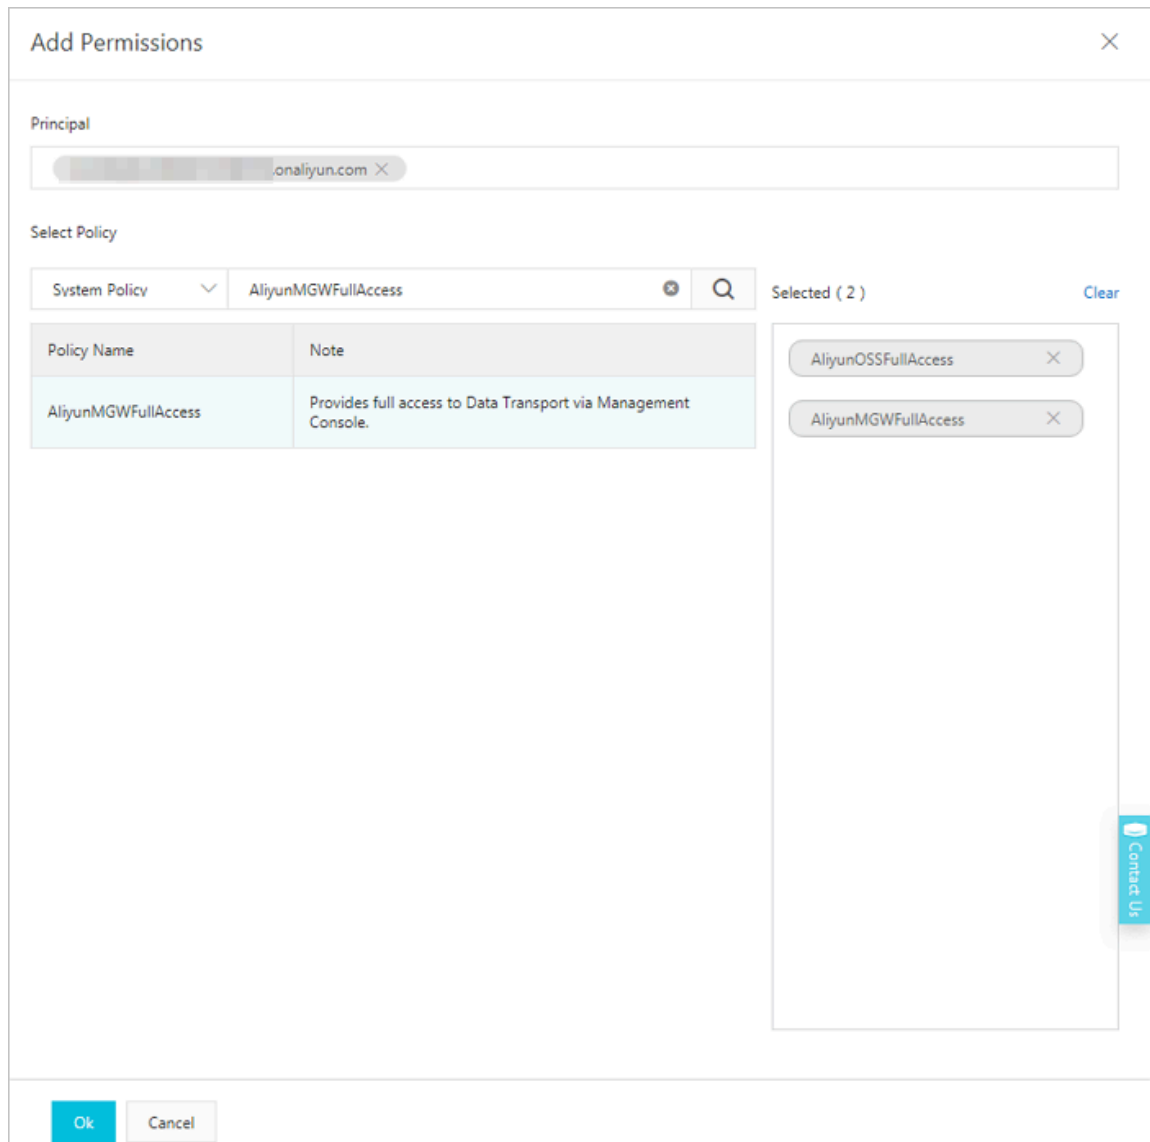 Add Permissions
Principal
.onaliyun.com
Select Policy
System Policy
AliyunMGWFullAccess
Selected ( 2 )
Clear
Policy Name
Note
AliyunMGWFullAccess
Provides full access to Data Transport via Management
Console.
AliyunOSSFullAccess
AliyunMGWFullAccess
Contact Us
Ok
Cancel